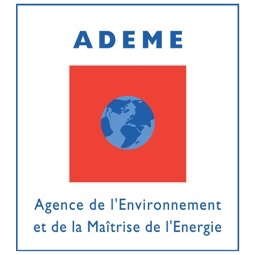 ADEME
Agence de l'Environnement
et de la Maîtrise de l'Energie